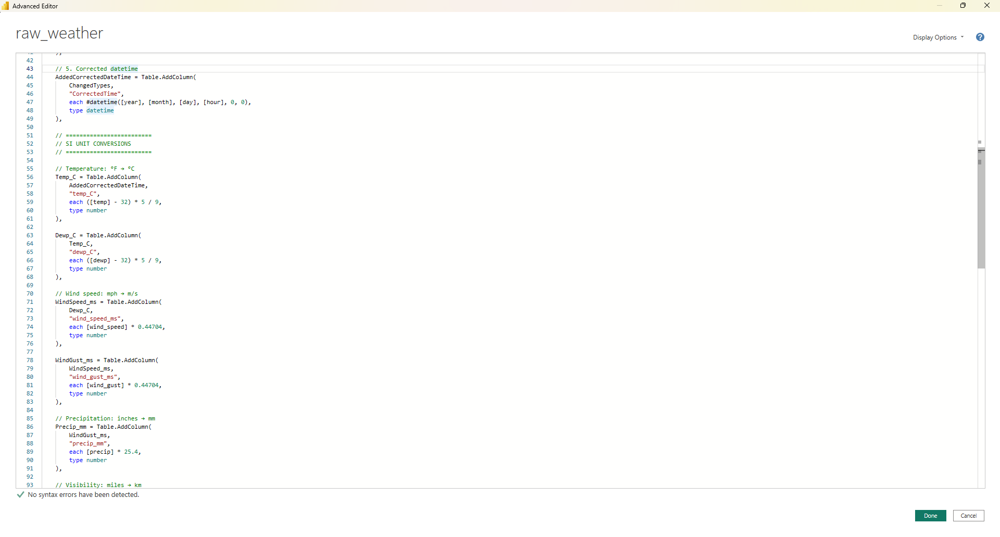 Advanced Editor
raw_weather
Display Options
?
),
42
43 // 5. Corrected datetime
44 AddedCorrectedDateTime = Table.AddColumn(
45 ChangedTypes,
46 "CorrectedTime",
47 each #datetime([year], [month], [day], [hour], 0, 0),
48 type datetime
49 ),
50
51 // =========================
52 // SI UNIT CONVERSIONS
53 // =========================
54
55 // Temperature: °F → °C
56 Temp_C = Table.AddColumn(
57 AddedCorrectedDateTime,
58 "temp_C",
59 each ([temp] - 32) * 5 / 9,
60 type number
61 ),
62
63 Dewp_C = Table.AddColumn(
64 Temp_C,
65 "dewp_C",
66 each ([dewp] - 32) * 5 / 9,
67 type number
68 ),
69
70 // Wind speed: mph → m/s
71 WindSpeed_ms = Table.AddColumn(
72 Dewp_C,
73 "wind_speed_ms",
74 each [wind_speed] * 0.44704,
75 type number
76 ),
77
78 WindGust_ms = Table.AddColumn(
79 WindSpeed_ms,
80 "wind_gust_ms",
81 each [wind_gust] * 0.44704,
82 type number
83 ),
84
85 // Precipitation: inches → mm
86 Precip_mm = Table.AddColumn(
87 WindGust_ms,
88 "precip_mm",
89 each [precip] * 25.4,
90 type number
91 ),
92
93 // Visibility: miles → km
No syntax errors have been detected.
Done
Cancel